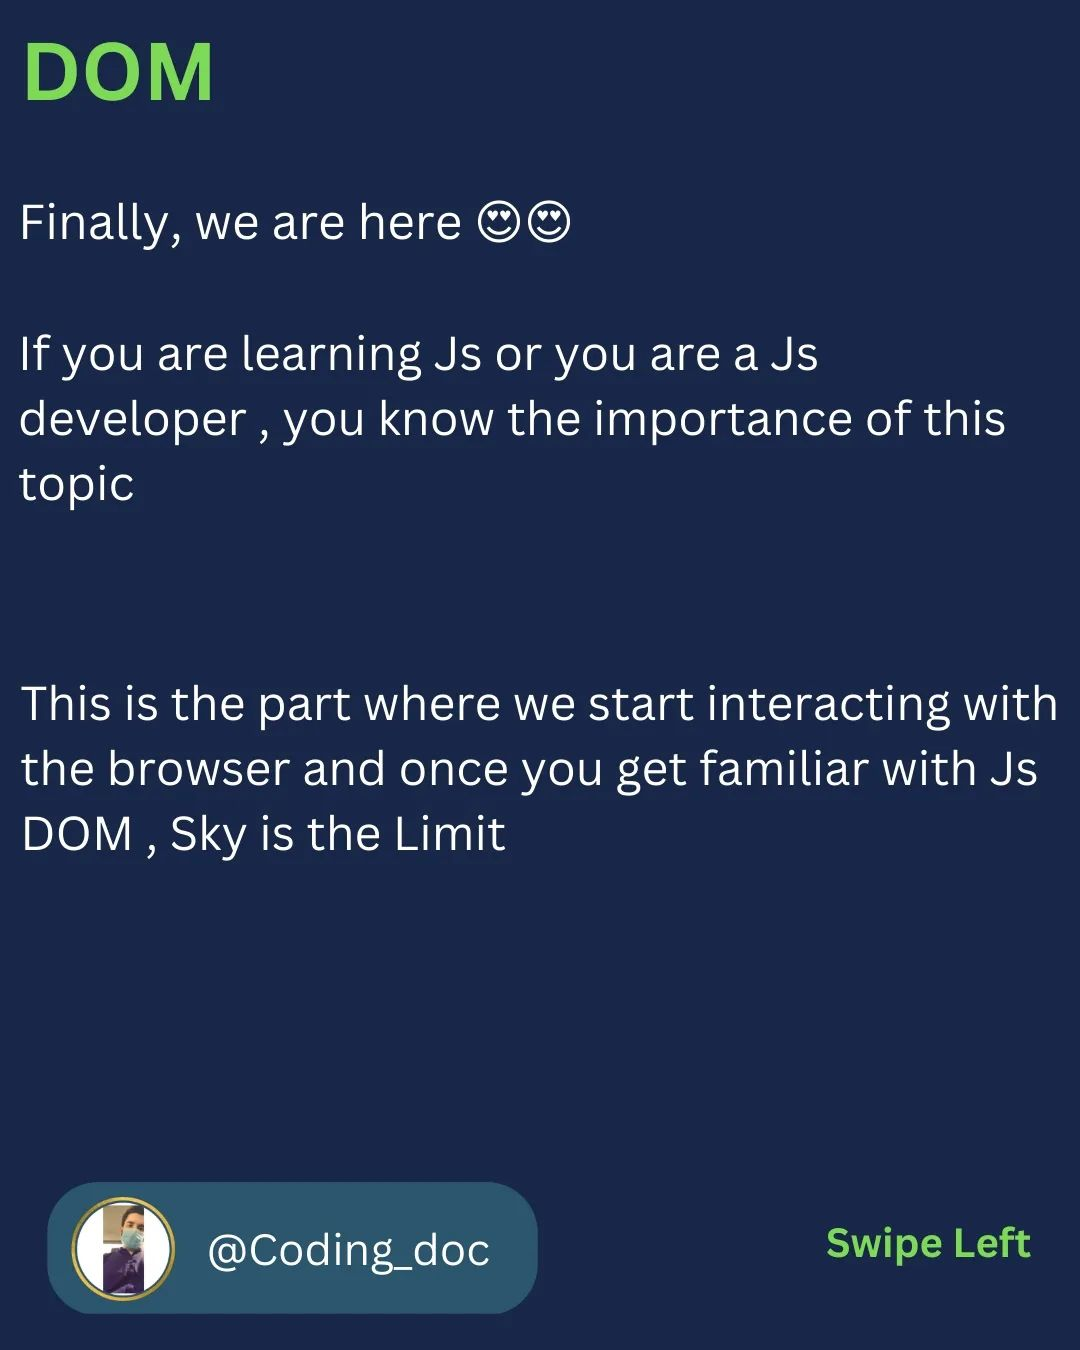 DOM
Finally, we are here 😍😍
If you are learning Js or you are a Js
developer , you know the importance of this
topic
This is the part where we start interacting with
the browser and once you get familiar with Js
DOM , Sky is the Limit
@Coding_doc
Swipe Left